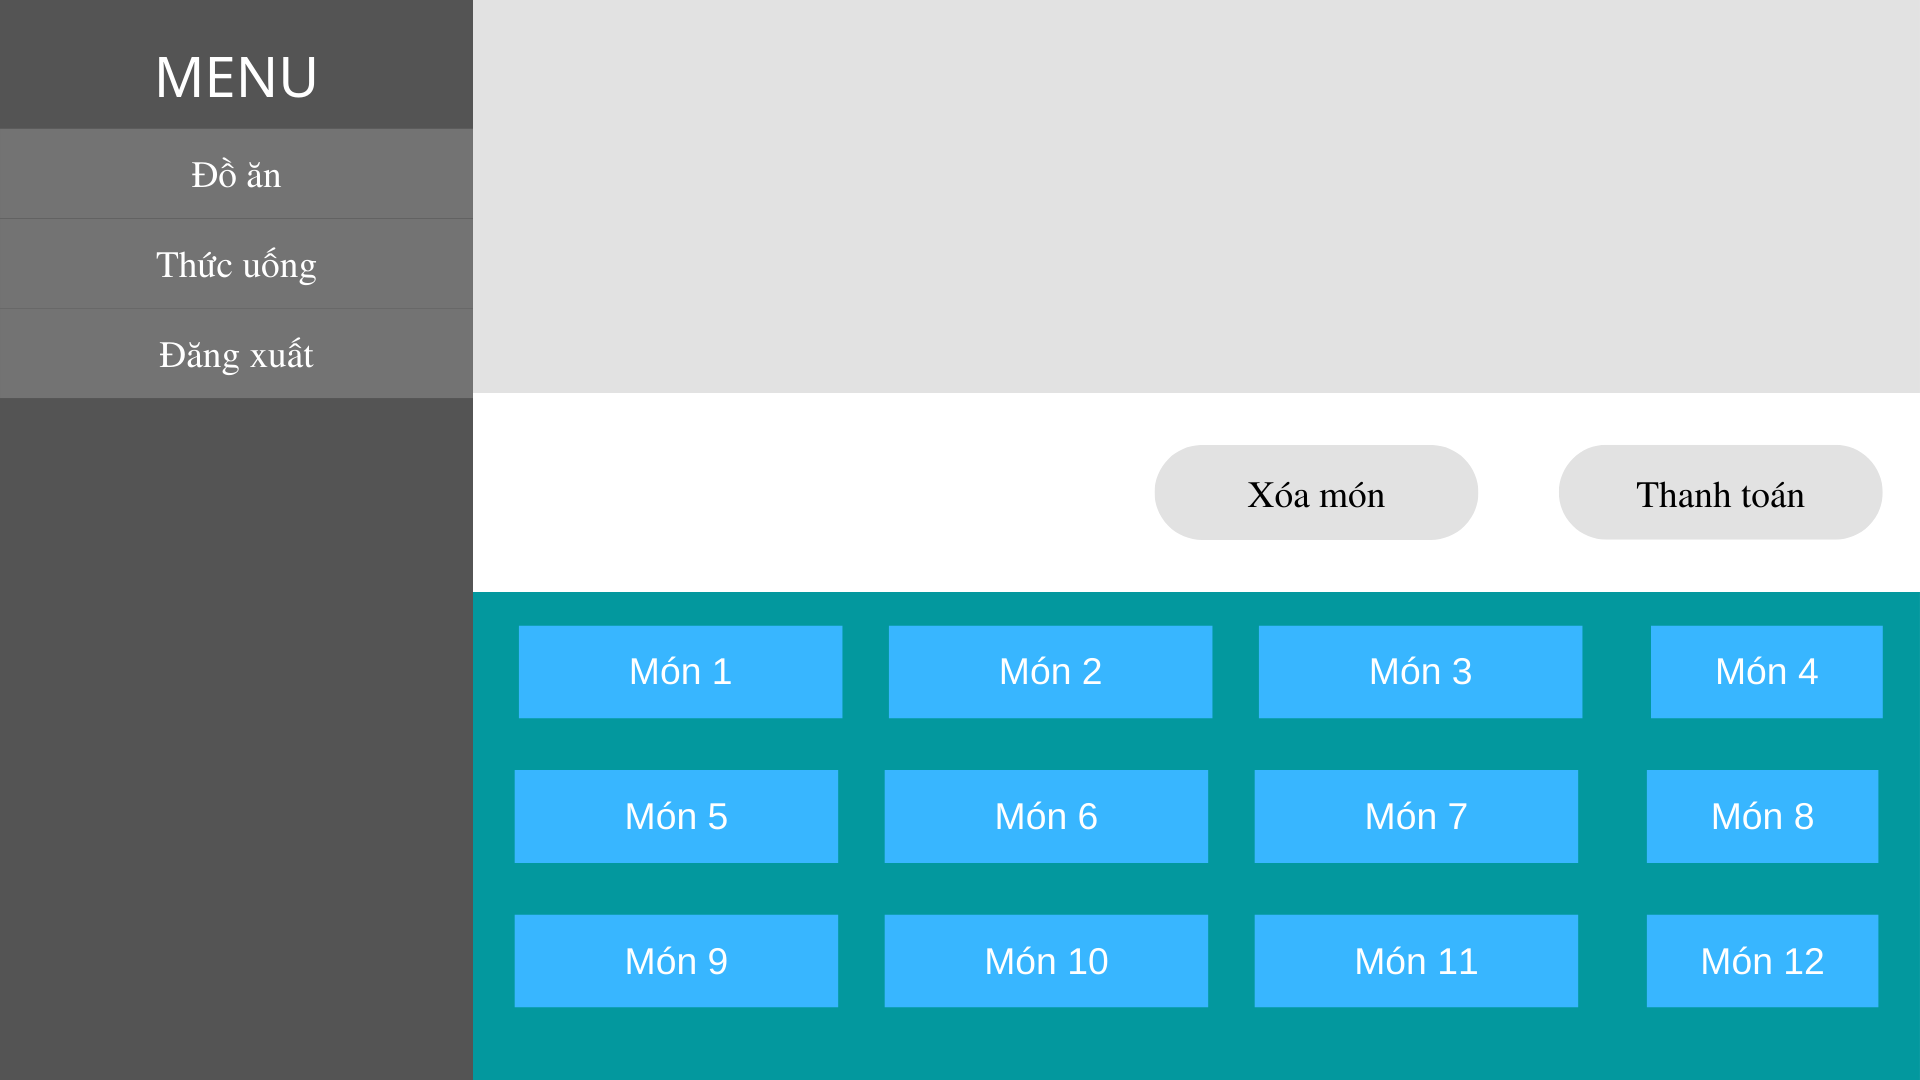 MENU
Đồ ăn
Thức uống
Đăng xuất
Xóa món
Thanh toán
Món 1
Món 2
Món 3
Món 4
Món 5
Món 6
Món 7
Món 8
Món 9
Món 10
Món 11
Món 12